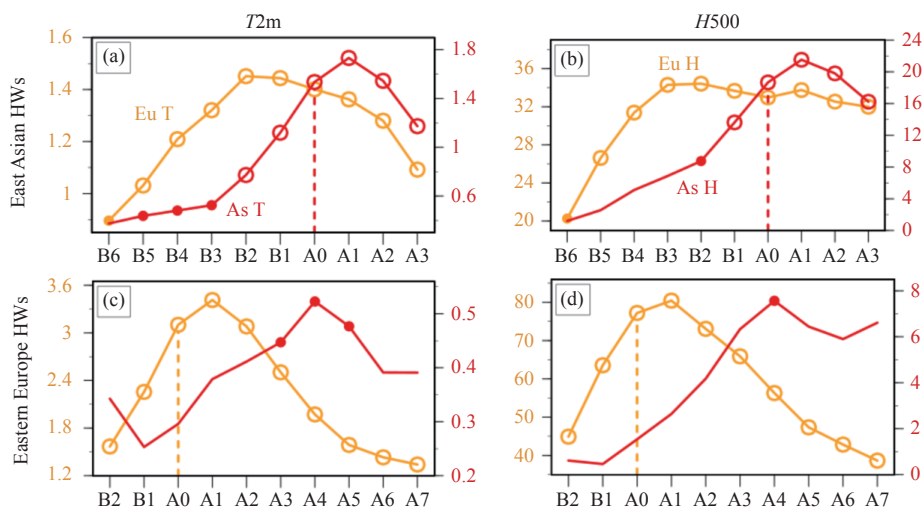 T2m
H500
East Asian HWs
(a)
Eu T
As T
1.6
1.4
1.2
1
1.8
1.6
1.4
1
0.6
B6 B5 B4 B3 B2 B1 A0 A1 A2 A3
(b)
Eu H
As H
36
32
28
24
20
24
20
16
12
8
4
0
B6 B5 B4 B3 B2 B1 A0 A1 A2 A3
Eastern Europe HWs
(c)
3.6
3
2.4
1.8
1.2
0.5
0.4
0.3
0.2
B2 B1 A0 A1 A2 A3 A4 A5 A6 A7
(d)
80
70
60
50
40
8
6
4
2
0
B2 B1 A0 A1 A2 A3 A4 A5 A6 A7